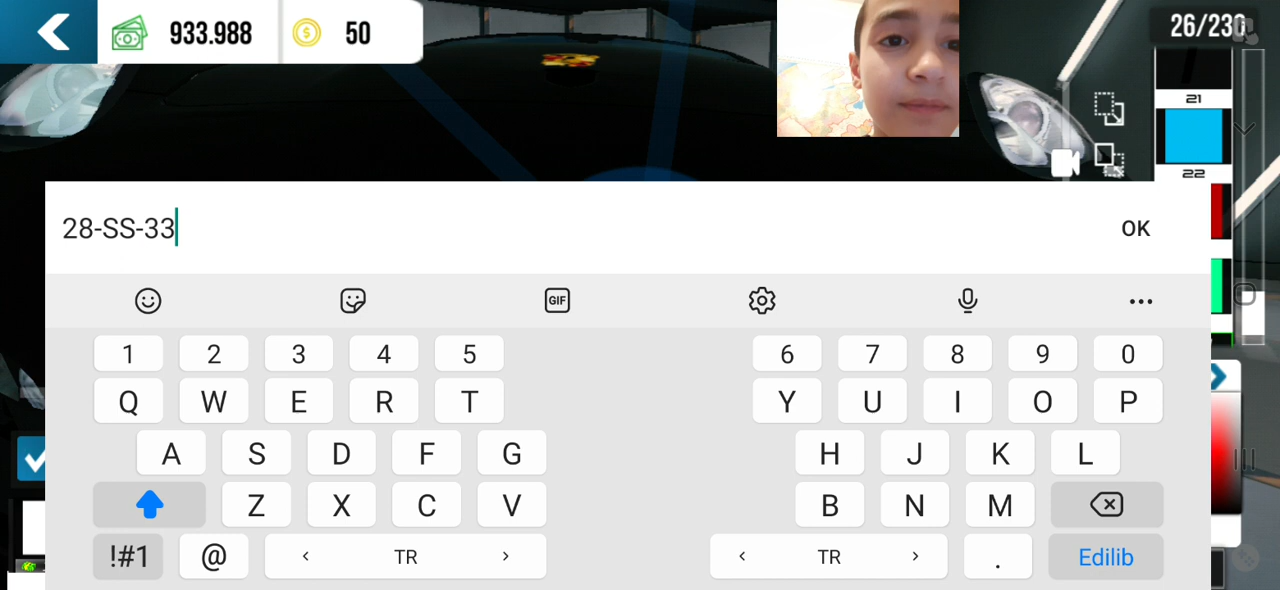 933.988 50 26/230
21
22
28-SS-33 OK
GIF
1 2 3 4 5 6 7 8 9 0
Q W E R T Y U I O P
A S D F G H J K L
Z X C V B N M
!#1 @ < TR > < TR > . Edilib